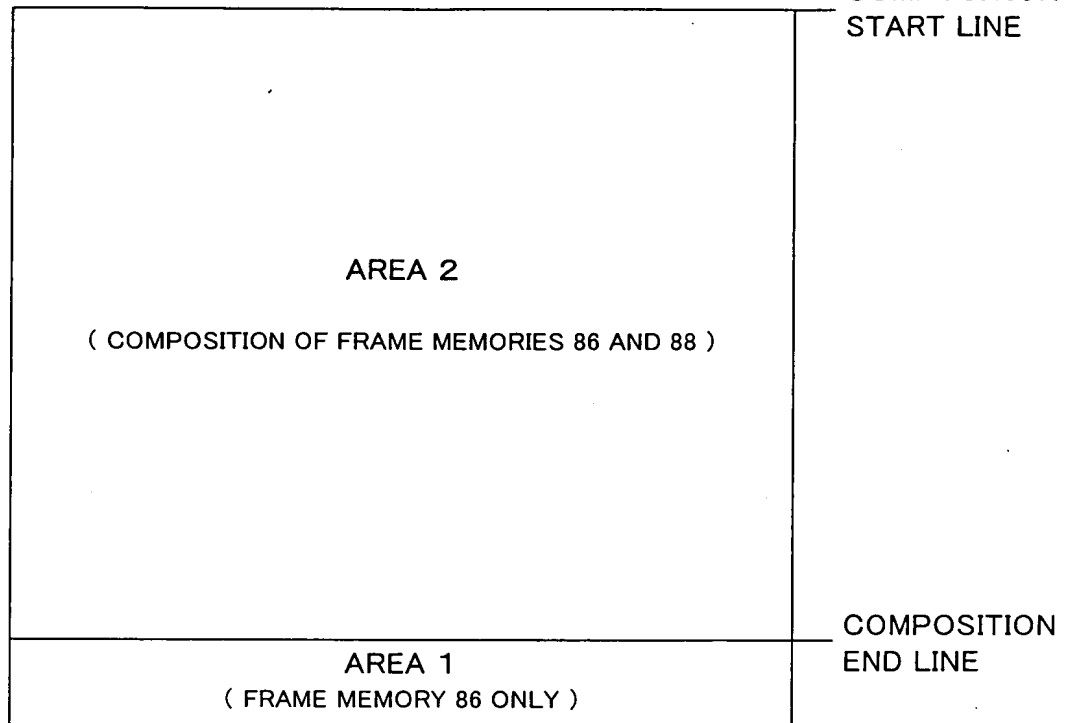 START LINE
AREA 2
( COMPOSITION OF FRAME MEMORIES 86 AND 88 )
COMPOSITION
END LINE
AREA 1
( FRAME MEMORY 86 ONLY )